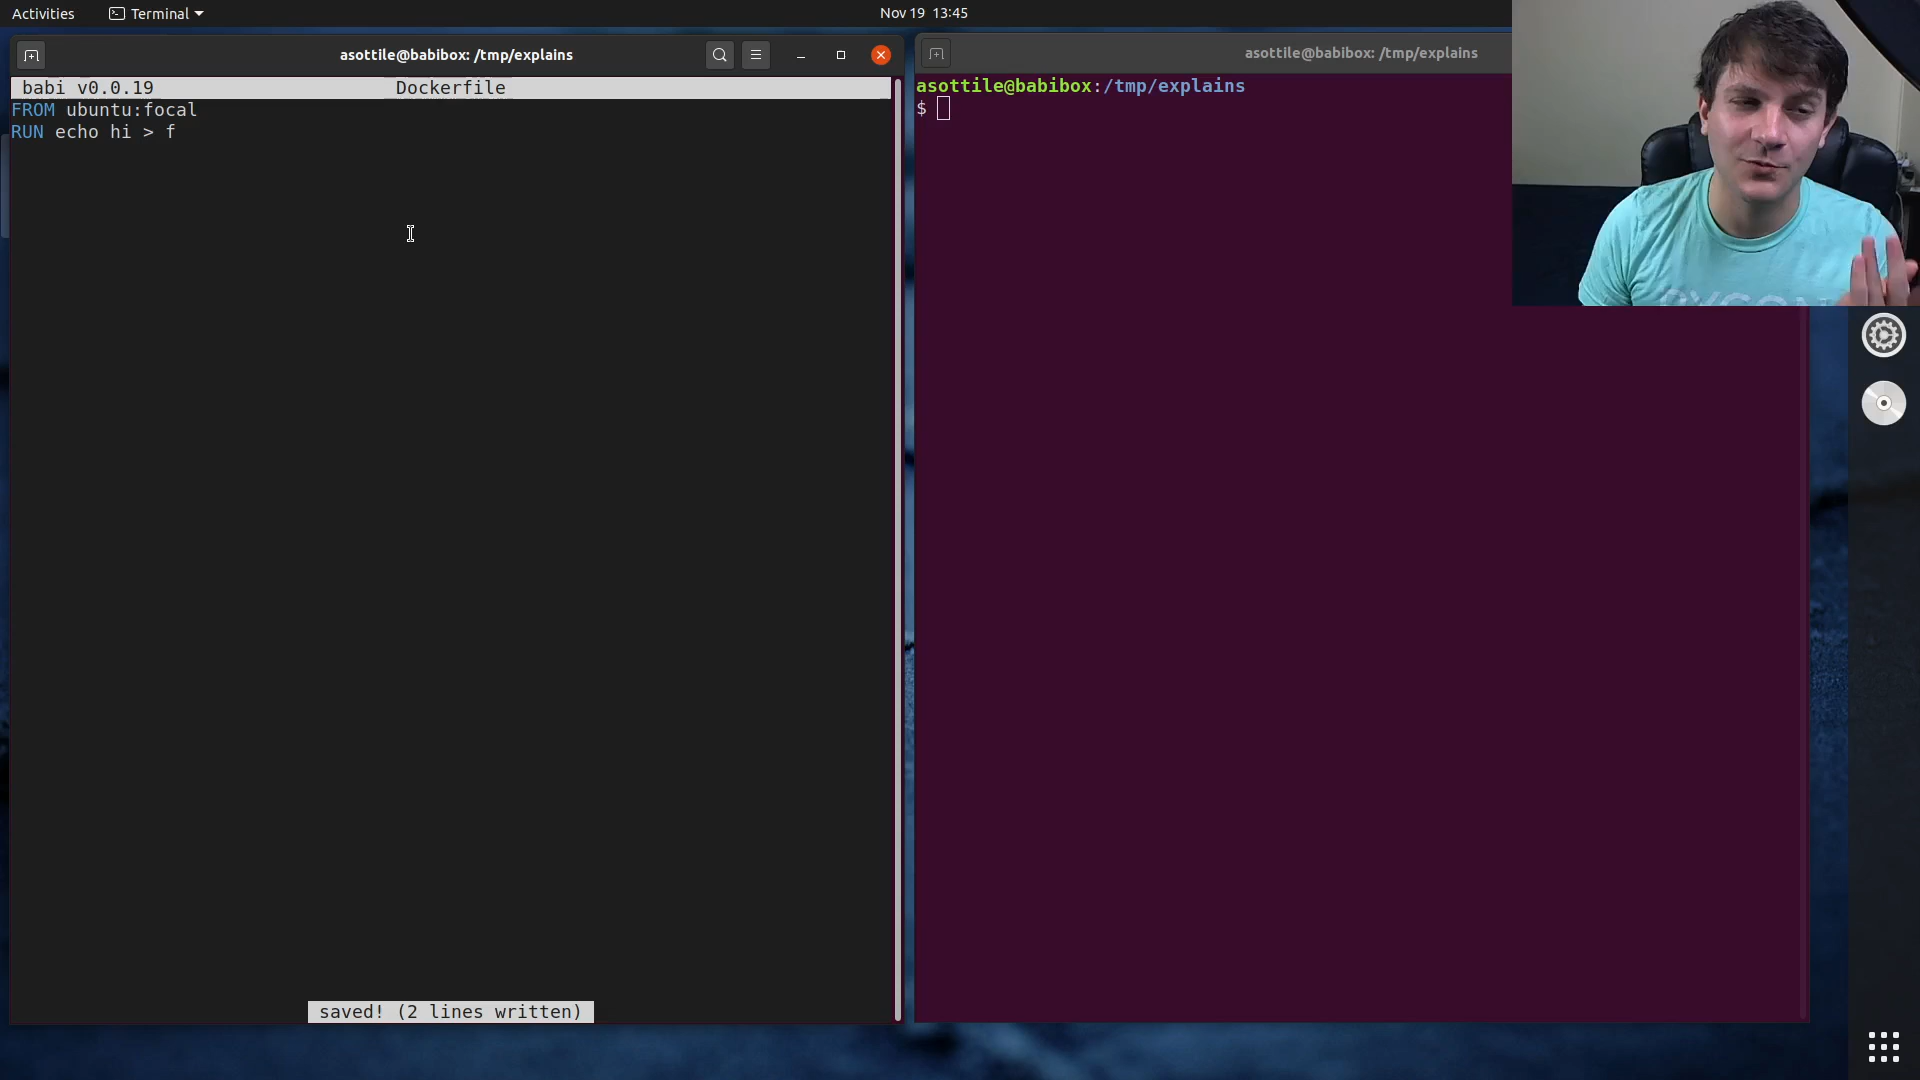 Activities
Terminal
Nov 19 13:45
asottile@babibox: /tmp/explains
babi v0.0.19
Dockerfile
FROM ubuntu:focal
RUN echo hi > f
saved! (2 lines written)
asottile@babibox: /tmp/explains
asottile@babibox:/tmp/explains
$